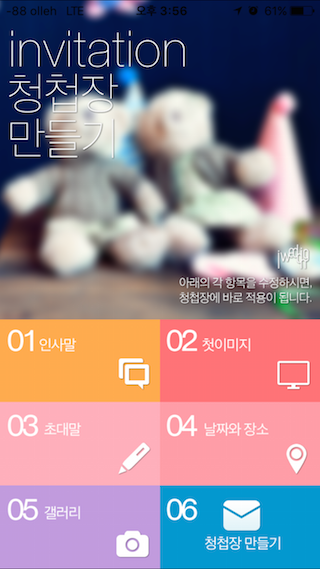 -88 olleh LTE 오후 3:56 61%
invitation
청첩장
만들기
아래의 각 항목을 수정하시면,
청첩장에 바로 적용이 됩니다.
01 인사말
02 첫이미지
03 초대말
04 날짜와 장소
05 갤러리
06
청첩장 만들기